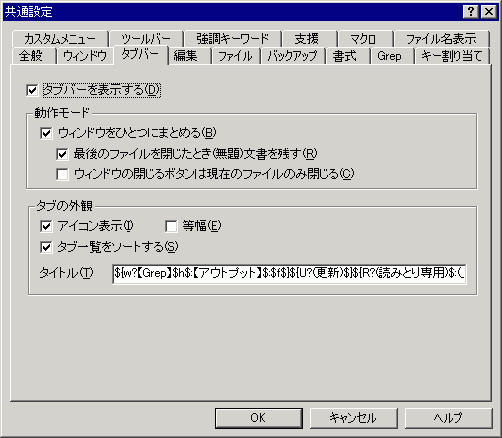 共通設定
カスタムメニュー ツールバー 強調キーワード 支援 マクロ ファイル名表示
全般 ウィンドウ タブバー 編集 ファイル バックアップ 書式 Grep キー割り当て
タブバーを表示する(D)
動作モード
ウィンドウをひとつにまとめる(B)
最後のファイルを閉じたとき(無題)文書を残す(R)
ウィンドウの閉じるボタンは現在のファイルのみ閉じる(C)
タブの外観
アイコン表示(I) 等幅(E)
タブ一覧をソートする(S)
タイトル(T) ${w?【Grep】$h$:【アウトプット】$:$f$}${U?(更新)$}${R?(読みとり専用)$:(
OK キャンセル ヘルプ